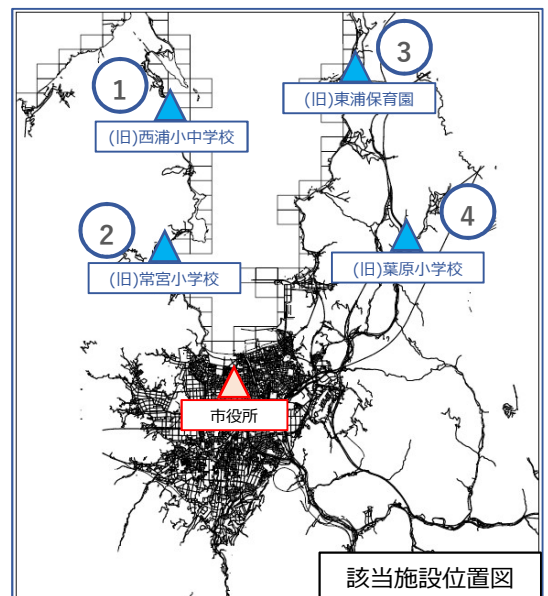 ①
(旧)西浦小中学校
②
(旧)常宮小学校
③
(旧)東浦保育園
④
(旧)葉原小学校
市役所
該当施設位置図